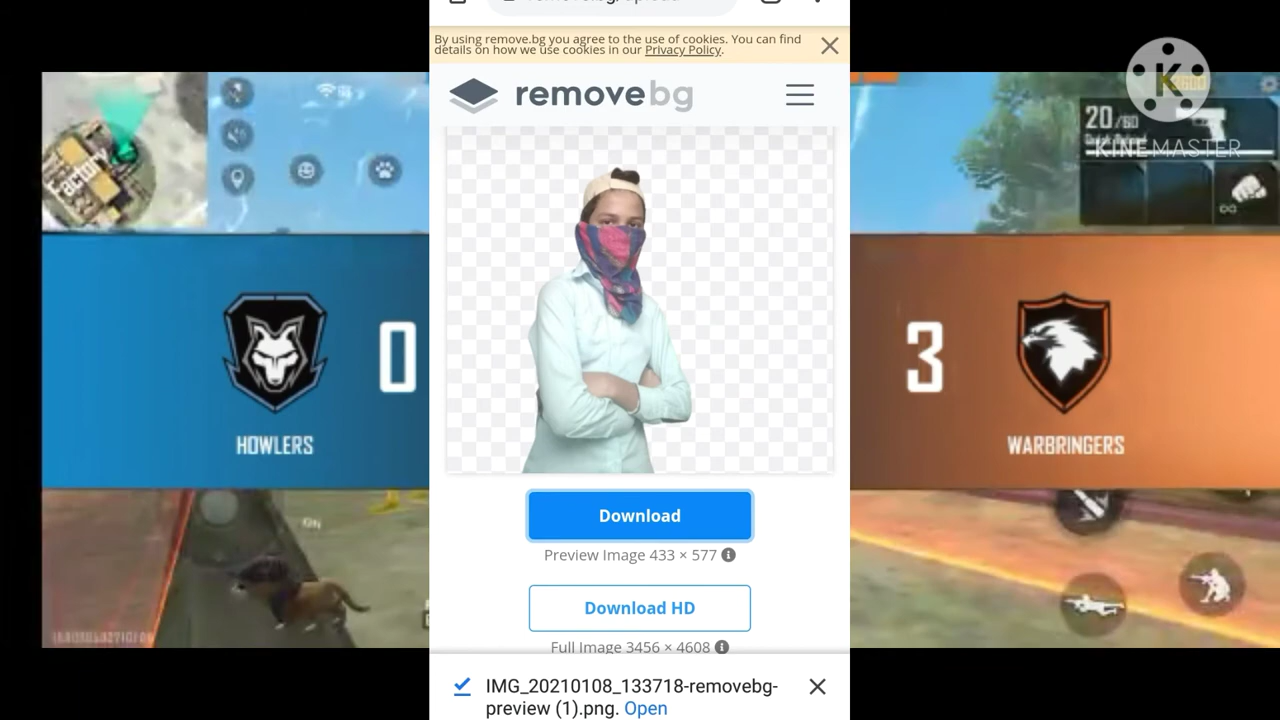 By using remove.bg you agree to the use of cookies. You can find
details on how we use cookies in our Privacy Policy.
removebg
Factory
20/60
K
KINEMASTER
HOWLERS
0
3
WARBRINGERS
∞
Download
Preview Image 433 × 577
Download HD
Full Image 3456 × 4608
IMG_20210108_133718-removebg-
preview (1).png. Open